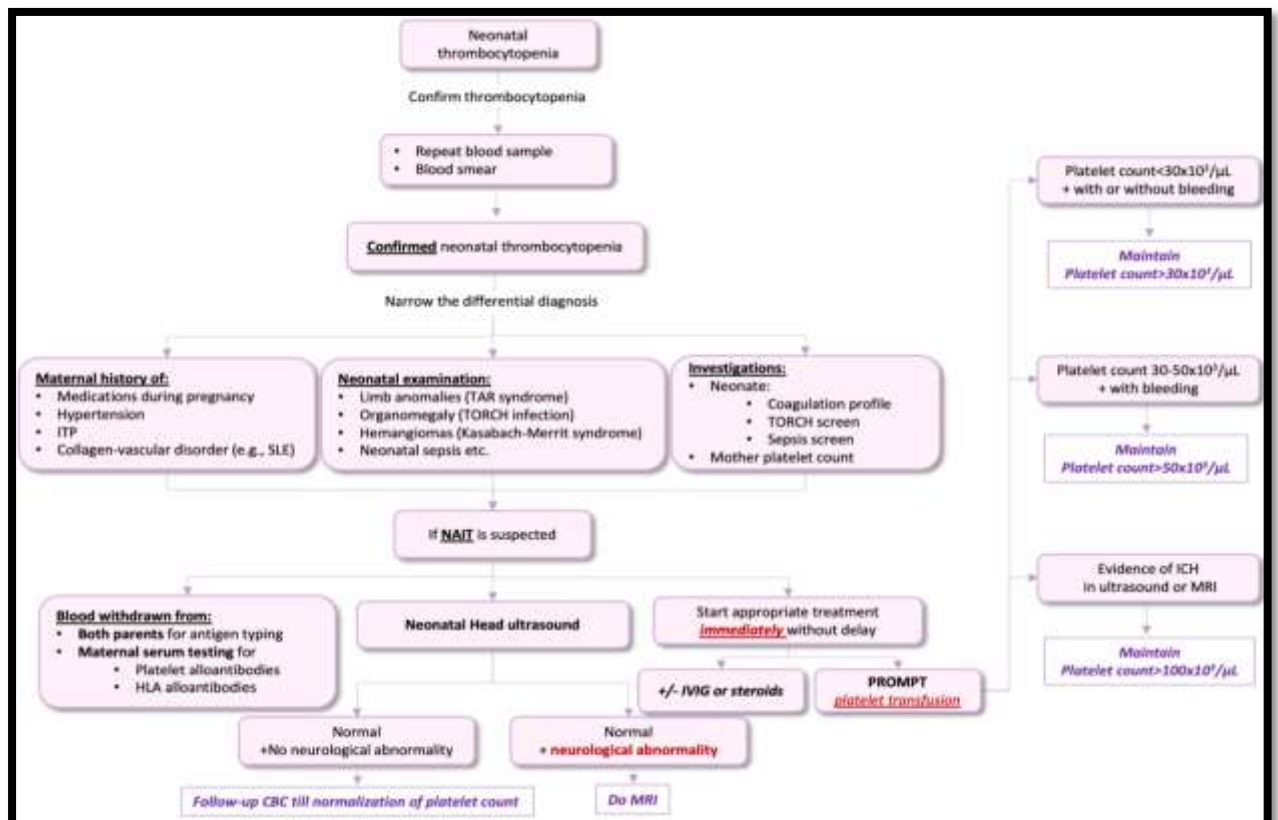 Neonatal
thrombocytopenia
Confirm thrombocytopenia
• Repeat blood sample
• Blood smear
Confirmed neonatal thrombocytopenia
Narrow the differential diagnosis
Maternal history of:
• Medications during pregnancy
• Hypertension
• ITP
• Collagen-vascular disorder (e.g., SLE)
Neonatal examination:
• Limb anomalies (TAR syndrome)
• Organomegaly (TORCH infection)
• Hemangiomas (Kasabach-Merrit syndrome)
• Neonatal sepsis etc.
Investigations:
• Neonate:
• Coagulation profile
• TORCH screen
• Sepsis screen
• Mother platelet count
If NAIT is suspected
Blood withdrawn from:
• Both parents for antigen typing
• Maternal serum testing for
• Platelet alloantibodies
• HLA alloantibodies
Neonatal Head ultrasound
Start appropriate treatment
immediately without delay
+/- IVIG or steroids
PROMPT
platelet transfusion
Normal
+No neurological abnormality
Normal
+ neurological abnormality
Follow-up CBC till normalization of platelet count
Do MRI
Platelet count<30x10³/µL
+ with or without bleeding
Maintain
Platelet count>30x10³/µL
Platelet count 30-50x10³/µL
+ with bleeding
Maintain
Platelet count>50x10³/µL
Evidence of ICH
in ultrasound or MRI
Maintain
Platelet count>100x10³/µL